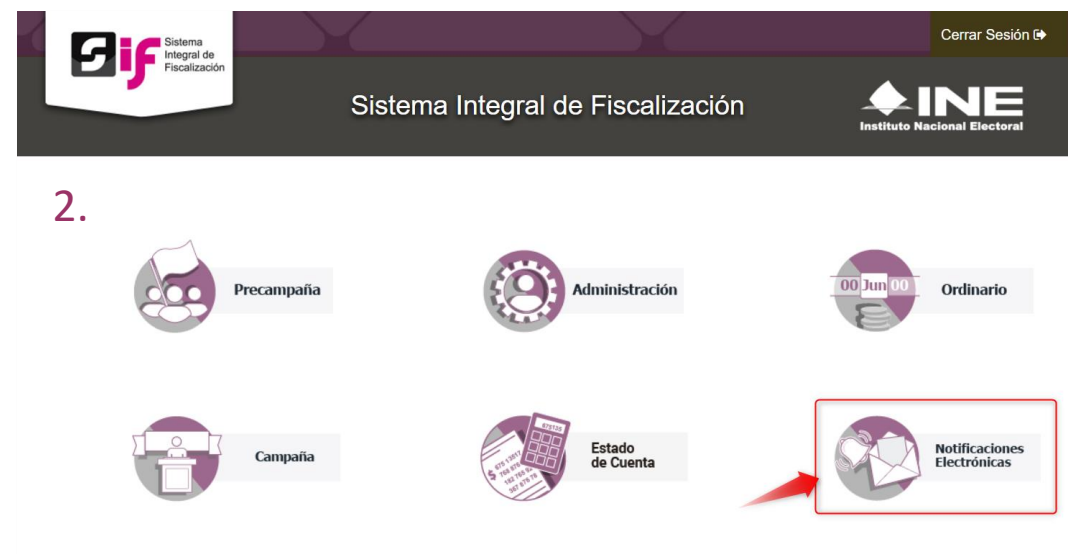 Sif
Sistema
Integral de
Fiscalización
Cerrar Sesión
Sistema Integral de Fiscalización
INE
Instituto Nacional Electoral
2.
Precampaña
Administración
00 Jun 00
Ordinario
Campaña
Estado
de Cuenta
Notificaciones
Electrónicas